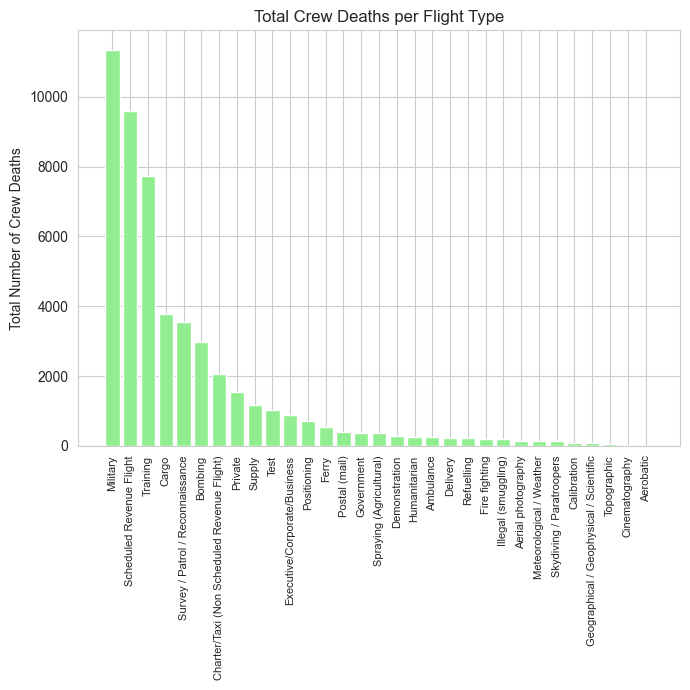 Total Crew Deaths per Flight Type
Total Number of Crew Deaths
10000
8000
6000
4000
2000
0
Military
Scheduled Revenue Flight
Training
Cargo
Survey / Patrol / Reconnaissance
Bombing
Charter/Taxi (Non Scheduled Revenue Flight)
Private
Supply
Test
Executive/Corporate/Business
Positioning
Ferry
Postal (mail)
Government
Spraying (Agricultural)
Demonstration
Humanitarian
Ambulance
Delivery
Refuelling
Fire fighting
Illegal (smuggling)
Aerial photography
Meteorological / Weather
Skydiving / Paratroopers
Calibration
Geographical / Geophysical / Scientific
Topographic
Cinematography
Aerobatic